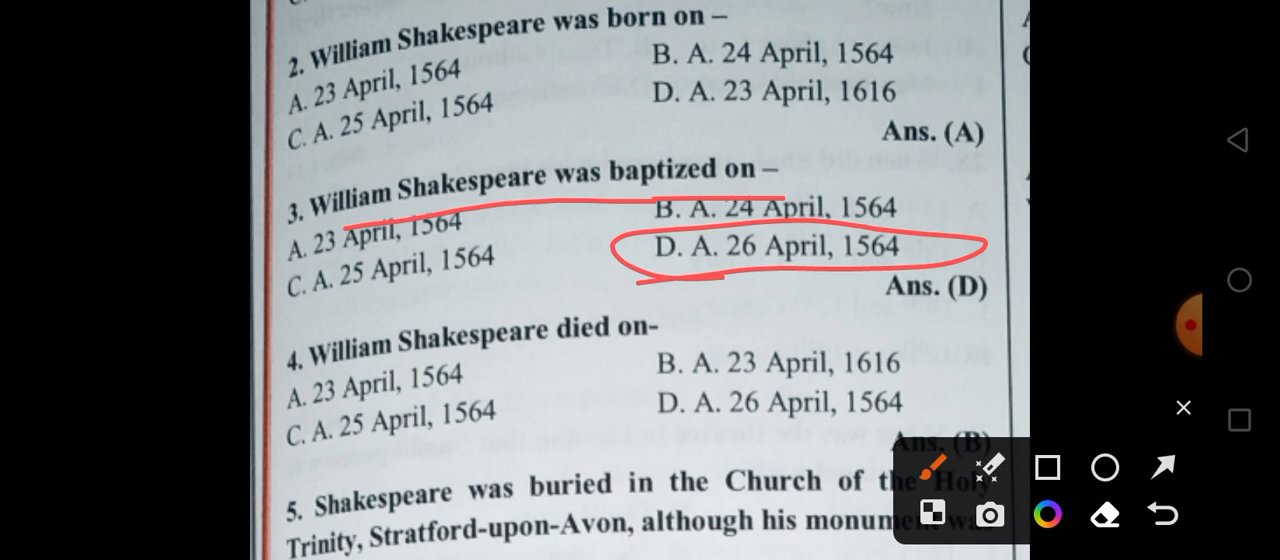 2. William Shakespeare was born on –
A. 23 April, 1564 B. A. 24 April, 1564
C. A. 25 April, 1564 D. A. 23 April, 1616
Ans. (A)
3. William Shakespeare was baptized on –
A. 23 April, 1564 B. A. 24 April, 1564
C. A. 25 April, 1564 D. A. 26 April, 1564
Ans. (D)
4. William Shakespeare died on-
A. 23 April, 1564 B. A. 23 April, 1616
C. A. 25 April, 1564 D. A. 26 April, 1564
Ans. (B)
5. Shakespeare was buried in the Church of the Holy
Trinity, Stratford-upon-Avon, although his monument was